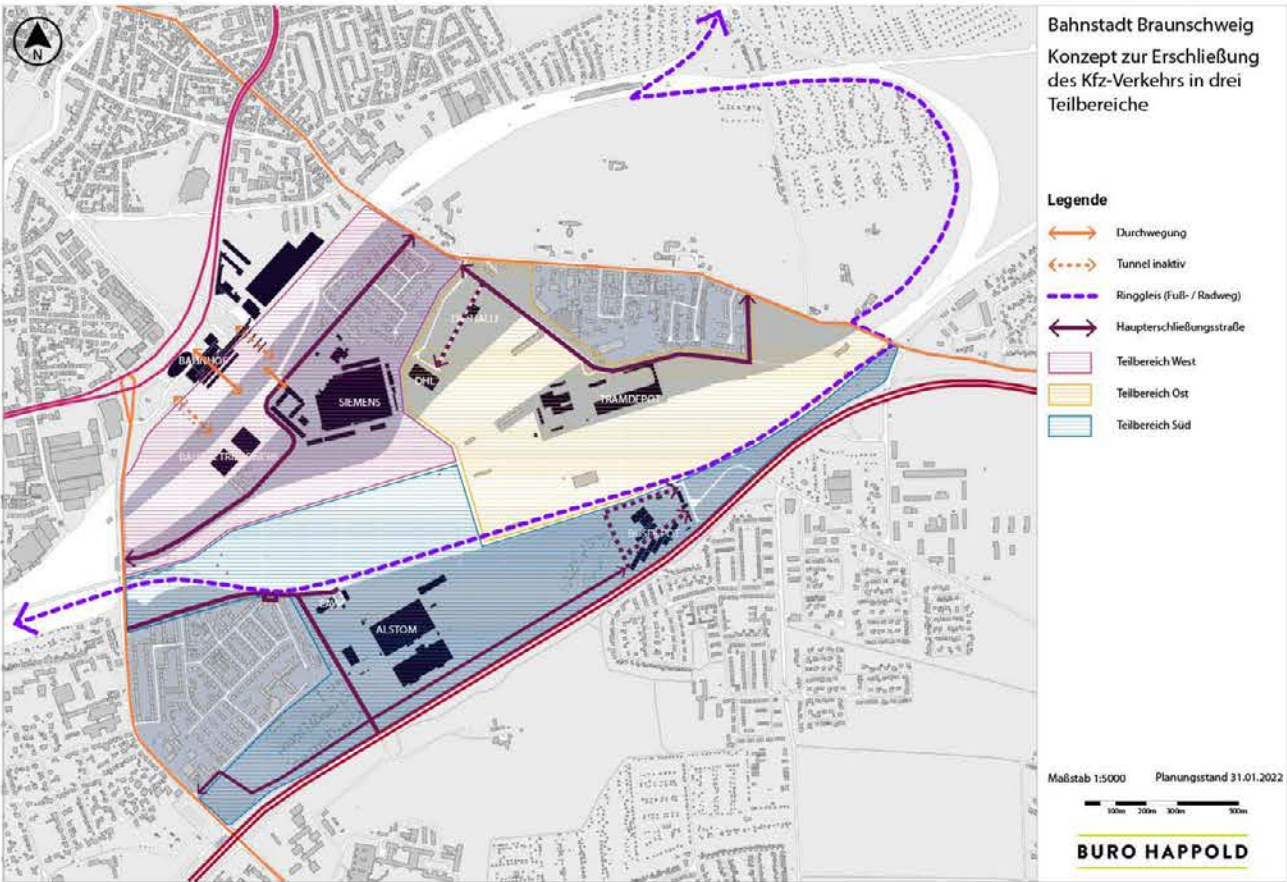 N
Bahnstadt Braunschweig
Konzept zur Erschließung
des Kfz-Verkehrs in drei
Teilbereiche
Legende
Durchwegung
Tunnel inaktiv
Ringgleis (Fuß- / Radweg)
Haupterschließungsstraße
Teilbereich West
Teilbereich Ost
Teilbereich Süd
BAHNHOF
SIEMENS
DHL
TRAMDEPOT
ALSTOM
Maßstab 1:5000 Planungsstand 31.01.2022
100m 200m 300m 500m
BURO HAPPOLD